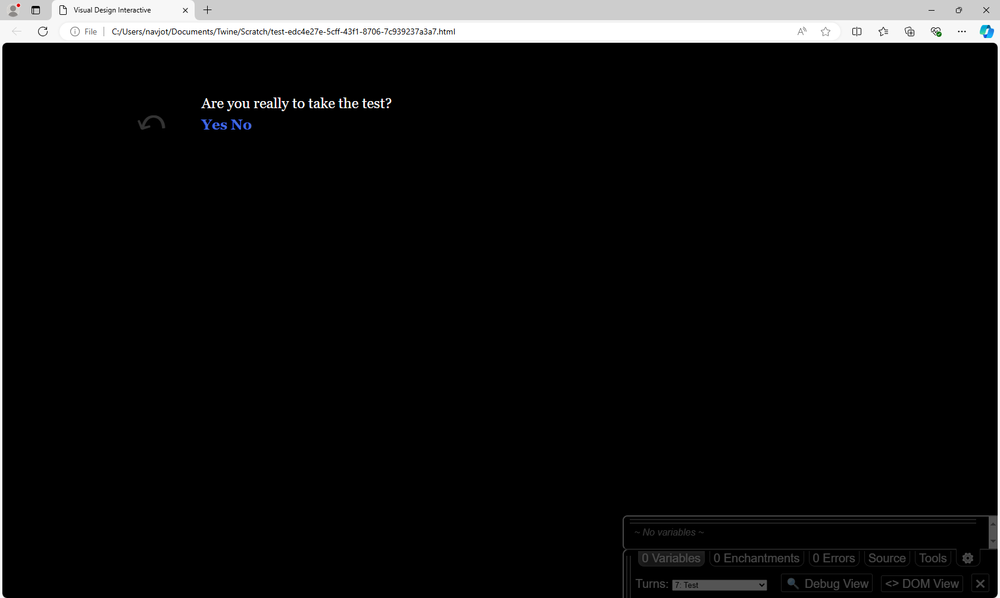 Visual Design Interactive
File
C:/Users/navjot/Documents/Twine/Scratch/test-edc4e27e-5cff-43f1-8706-7c939237a3a7.html
Are you really to take the test?
Yes No
~ No variables ~
0 Variables 0 Enchantments 0 Errors Source Tools
Turns: 7: Test Debug View <> DOM View